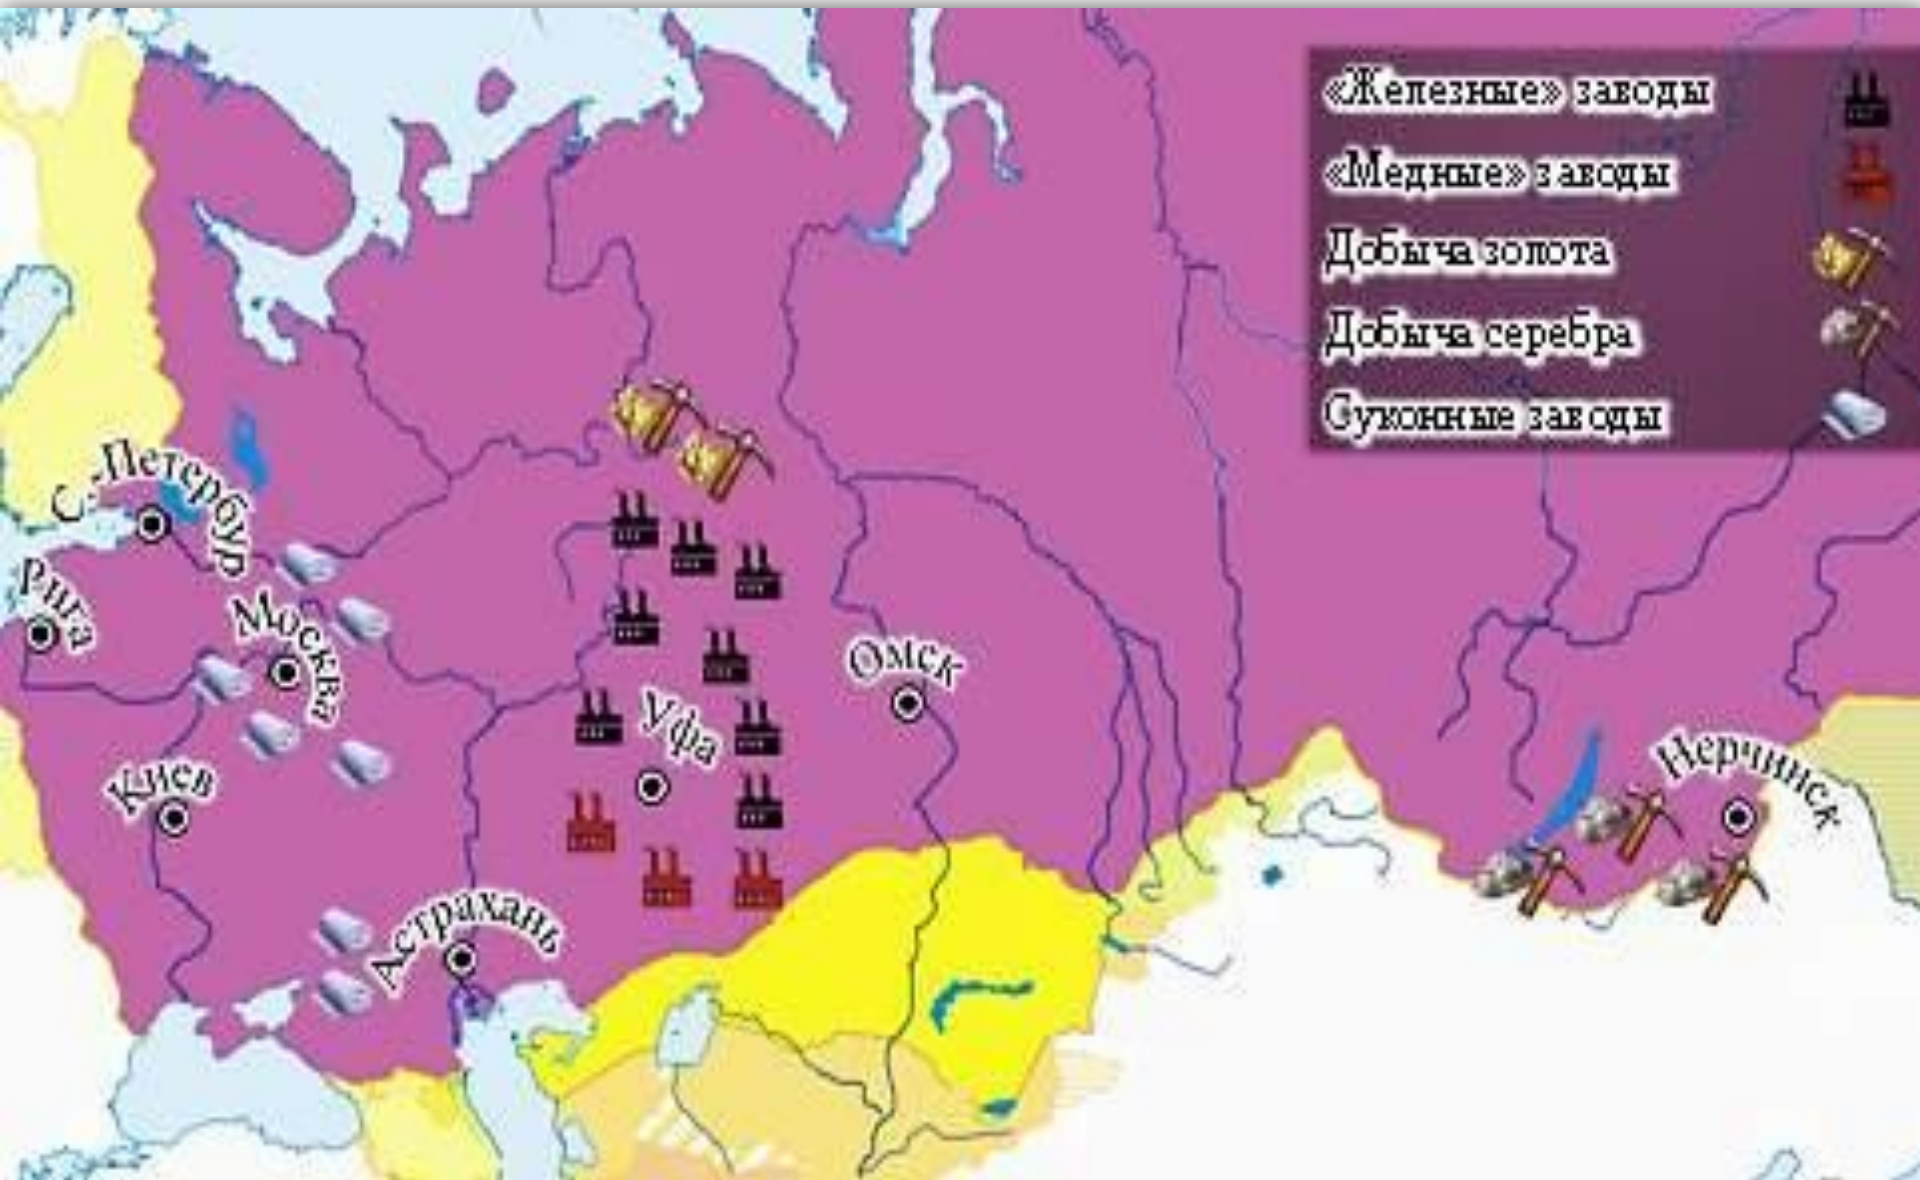 «Железные» заводы
«Медные» заводы
Добыча золота
Добыча серебра
Суконные заводы
С.-Петербург
Рига
Москва
Омск
Уфа
Киев
Нерчинск
Астрахань